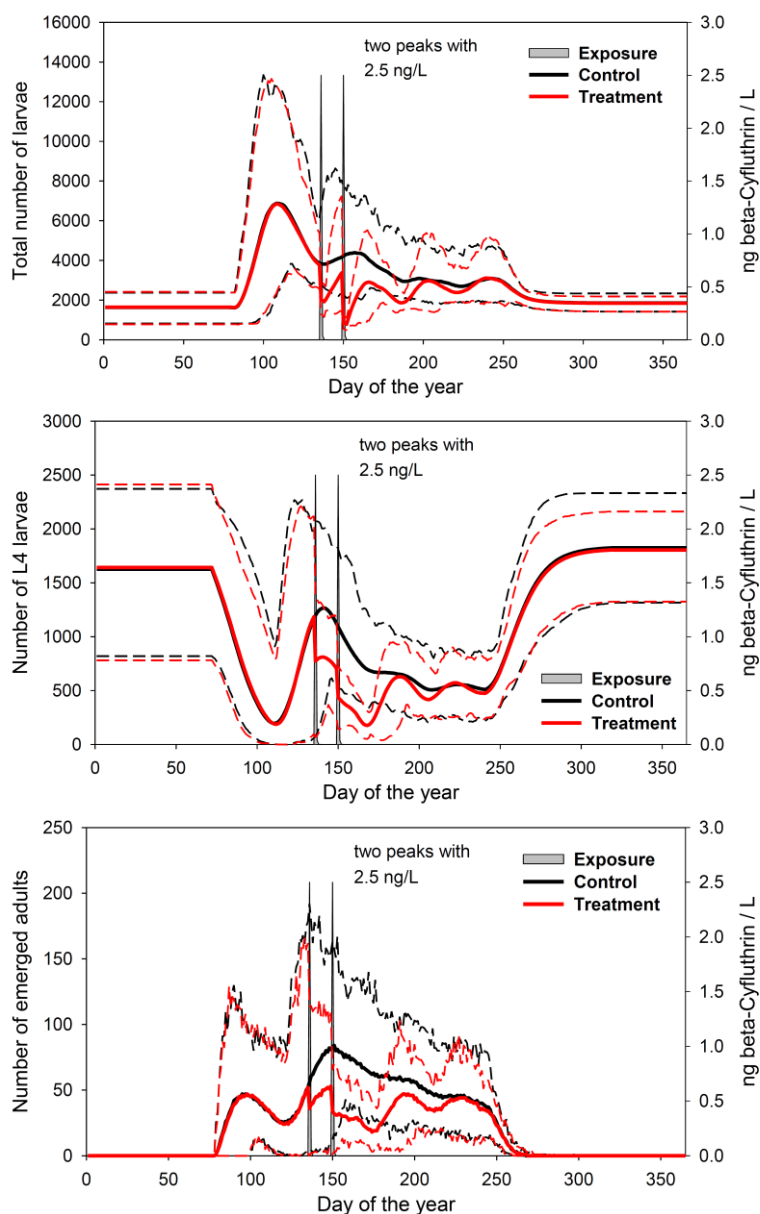 16000
14000
12000
10000
8000
6000
4000
2000
0
Total number of larvae
two peaks with
2.5 ng/L
Exposure
Control
Treatment
3.0
2.5
2.0
1.5
1.0
0.5
0.0
ng beta-Cyfluthrin / L
0 50 100 150 200 250 300 350
Day of the year
3000
2500
2000
1500
1000
500
0
Number of L4 larvae
two peaks with
2.5 ng/L
Exposure
Control
Treatment
3.0
2.5
2.0
1.5
1.0
0.5
0.0
ng beta-Cyfluthrin / L
0 50 100 150 200 250 300 350
Day of the year
250
200
150
100
50
0
Number of emerged adults
two peaks with
2.5 ng/L
Exposure
Control
Treatment
3.0
2.5
2.0
1.5
1.0
0.5
0.0
ng beta-Cyfluthrin / L
0 50 100 150 200 250 300 350
Day of the year